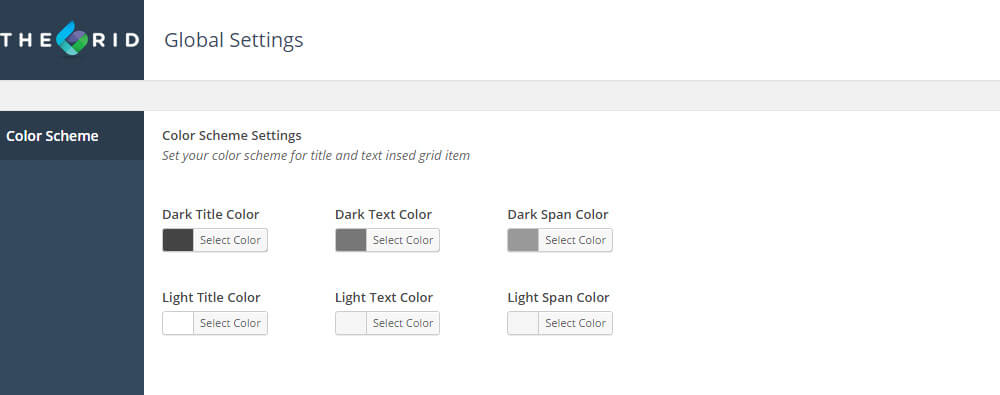 THE GRID
Global Settings
Color Scheme
Color Scheme Settings
Set your color scheme for title and text insed grid item
Dark Title Color
Dark Text Color
Dark Span Color
Select Color
Select Color
Select Color
Light Title Color
Light Text Color
Light Span Color
Select Color
Select Color
Select Color